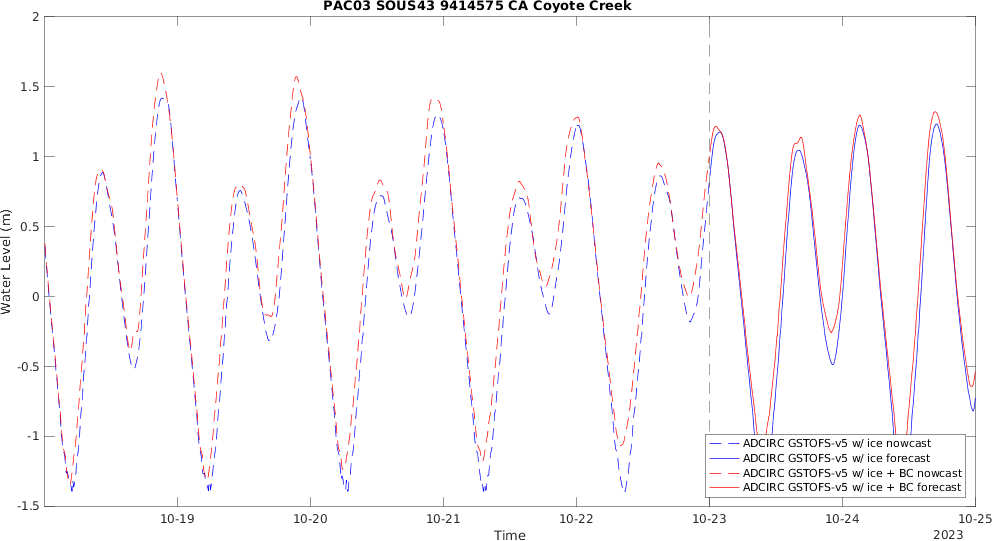 PAC03 SOUS43 9414575 CA Coyote Creek
2
1.5
1
0.5
0
-0.5
-1
-1.5
Water Level (m)
ADCIRC GSTOFS-v5 w/ ice nowcast
ADCIRC GSTOFS-v5 w/ ice forecast
ADCIRC GSTOFS-v5 w/ ice + BC nowcast
ADCIRC GSTOFS-v5 w/ ice + BC forecast
10-19 10-20 10-21 10-22 10-23 10-24 10-25
Time
2023